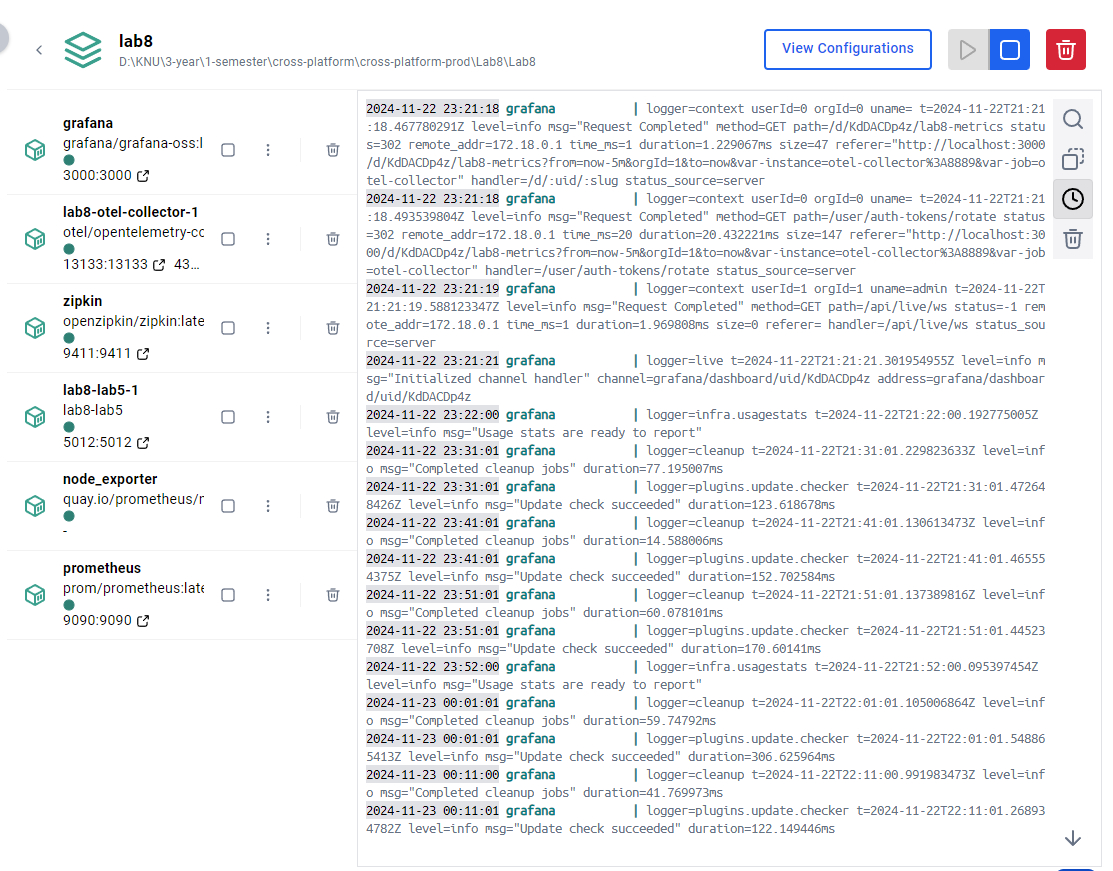 lab8
D:\KNU\3-year\1-semester\cross-platform\cross-platform-prod\Lab8\Lab8
View Configurations
grafana
grafana/grafana-oss:l
3000:3000
lab8-otel-collector-1
otel/opentelemetry-cc
13133:13133 43...
zipkin
openzipkin/zipkin:late
9411:9411
lab8-lab5-1
lab8-lab5
5012:5012
node_exporter
quay.io/prometheus/r
-
prometheus
prom/prometheus:late
9090:9090
2024-11-22 23:21:18 grafana | logger=context userId=0 orgId=0 uname= t=2024-11-22T21:21
:18.467780291Z level=info msg="Request Completed" method=GET path=/d/KdDACDp4z/lab8-metrics statu
s=302 remote_addr=172.18.0.1 time_ms=1 duration=1.229067ms size=47 referer="http://localhost:3000
/d/KdDACDp4z/lab8-metrics?from=now-5m&orgId=1&to=now&var-instance=otel-collector%3A8889&var-job=o
tel-collector" handler=/d/:uid/:slug status_source=server
2024-11-22 23:21:18 grafana | logger=context userId=0 orgId=0 uname= t=2024-11-22T21:21
:18.493539804Z level=info msg="Request Completed" method=GET path=/user/auth-tokens/rotate status
=302 remote_addr=172.18.0.1 time_ms=20 duration=20.432221ms size=147 referer="http://localhost:30
00/d/KdDACDp4z/lab8-metrics?from=now-5m&orgId=1&to=now&var-instance=otel-collector%3A8889&var-job
=otel-collector" handler=/user/auth-tokens/rotate status_source=server
2024-11-22 23:21:19 grafana | logger=context userId=1 orgId=1 uname=admin t=2024-11-22T
21:21:19.588123347Z level=info msg="Request Completed" method=GET path=/api/live/ws status=-1 rem
ote_addr=172.18.0.1 time_ms=1 duration=1.969808ms size=0 referer= handler=/api/live/ws status_sou
rce=server
2024-11-22 23:21:21 grafana | logger=live t=2024-11-22T21:21:21.301954955Z level=info m
sg="Initialized channel handler" channel=grafana/dashboard/uid/KdDACDp4z address=grafana/dashboar
d/uid/KdDACDp4z
2024-11-22 23:22:00 grafana | logger=infra.usagestats t=2024-11-22T21:22:00.192775005Z
level=info msg="Usage stats are ready to report"
2024-11-22 23:31:01 grafana | logger=cleanup t=2024-11-22T21:31:01.229823633Z level=inf
o msg="Completed cleanup jobs" duration=77.195007ms
2024-11-22 23:31:01 grafana | logger=plugins.update.checker t=2024-11-22T21:31:01.47264
8426Z level=info msg="Update check succeeded" duration=123.618678ms
2024-11-22 23:41:01 grafana | logger=cleanup t=2024-11-22T21:41:01.130613473Z level=inf
o msg="Completed cleanup jobs" duration=14.588006ms
2024-11-22 23:41:01 grafana | logger=plugins.update.checker t=2024-11-22T21:41:01.46555
4375Z level=info msg="Update check succeeded" duration=152.702584ms
2024-11-22 23:51:01 grafana | logger=cleanup t=2024-11-22T21:51:01.137389816Z level=inf
o msg="Completed cleanup jobs" duration=60.078101ms
2024-11-22 23:51:01 grafana | logger=plugins.update.checker t=2024-11-22T21:51:01.44523
708Z level=info msg="Update check succeeded" duration=170.60141ms
2024-11-22 23:52:00 grafana | logger=infra.usagestats t=2024-11-22T21:52:00.095397454Z
level=info msg="Usage stats are ready to report"
2024-11-23 00:01:01 grafana | logger=cleanup t=2024-11-22T22:01:01.105006864Z level=inf
o msg="Completed cleanup jobs" duration=59.74792ms
2024-11-23 00:01:01 grafana | logger=plugins.update.checker t=2024-11-22T22:01:01.54886
5413Z level=info msg="Update check succeeded" duration=306.625964ms
2024-11-23 00:11:00 grafana | logger=cleanup t=2024-11-22T22:11:00.991983473Z level=inf
o msg="Completed cleanup jobs" duration=41.769973ms
2024-11-23 00:11:01 grafana | logger=plugins.update.checker t=2024-11-22T22:11:01.26893
4782Z level=info msg="Update check succeeded" duration=122.149446ms